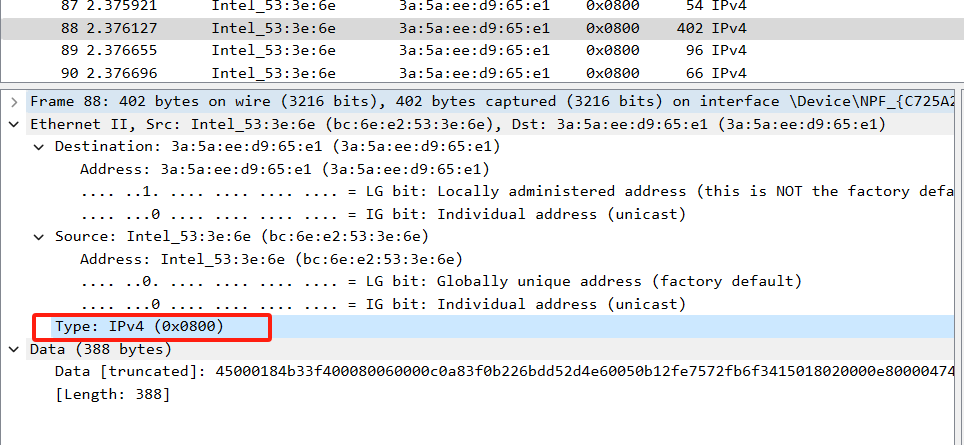 87 2.375921 Intel_53:3e:6e 3a:5a:ee:d9:65:e1 0x0800 54 IPv4
88 2.376127 Intel_53:3e:6e 3a:5a:ee:d9:65:e1 0x0800 402 IPv4
89 2.376655 Intel_53:3e:6e 3a:5a:ee:d9:65:e1 0x0800 96 IPv4
90 2.376696 Intel_53:3e:6e 3a:5a:ee:d9:65:e1 0x0800 66 IPv4
Frame 88: 402 bytes on wire (3216 bits), 402 bytes captured (3216 bits) on interface \Device\NPF_{C725A2
Ethernet II, Src: Intel_53:3e:6e (bc:6e:e2:53:3e:6e), Dst: 3a:5a:ee:d9:65:e1 (3a:5a:ee:d9:65:e1)
Destination: 3a:5a:ee:d9:65:e1 (3a:5a:ee:d9:65:e1)
Address: 3a:5a:ee:d9:65:e1 (3a:5a:ee:d9:65:e1)
.... ..1. .... .... .... .... = LG bit: Locally administered address (this is NOT the factory defa
.... ...0 .... .... .... .... = IG bit: Individual address (unicast)
Source: Intel_53:3e:6e (bc:6e:e2:53:3e:6e)
Address: Intel_53:3e:6e (bc:6e:e2:53:3e:6e)
.... ..0. .... .... .... .... = LG bit: Globally unique address (factory default)
.... ...0 .... .... .... .... = IG bit: Individual address (unicast)
Type: IPv4 (0x0800)
Data (388 bytes)
Data [truncated]: 45000184b33f400080060000c0a83f0b226bdd52d4e60050b12fe7572fb6f3415018020000e80000474
[Length: 388]